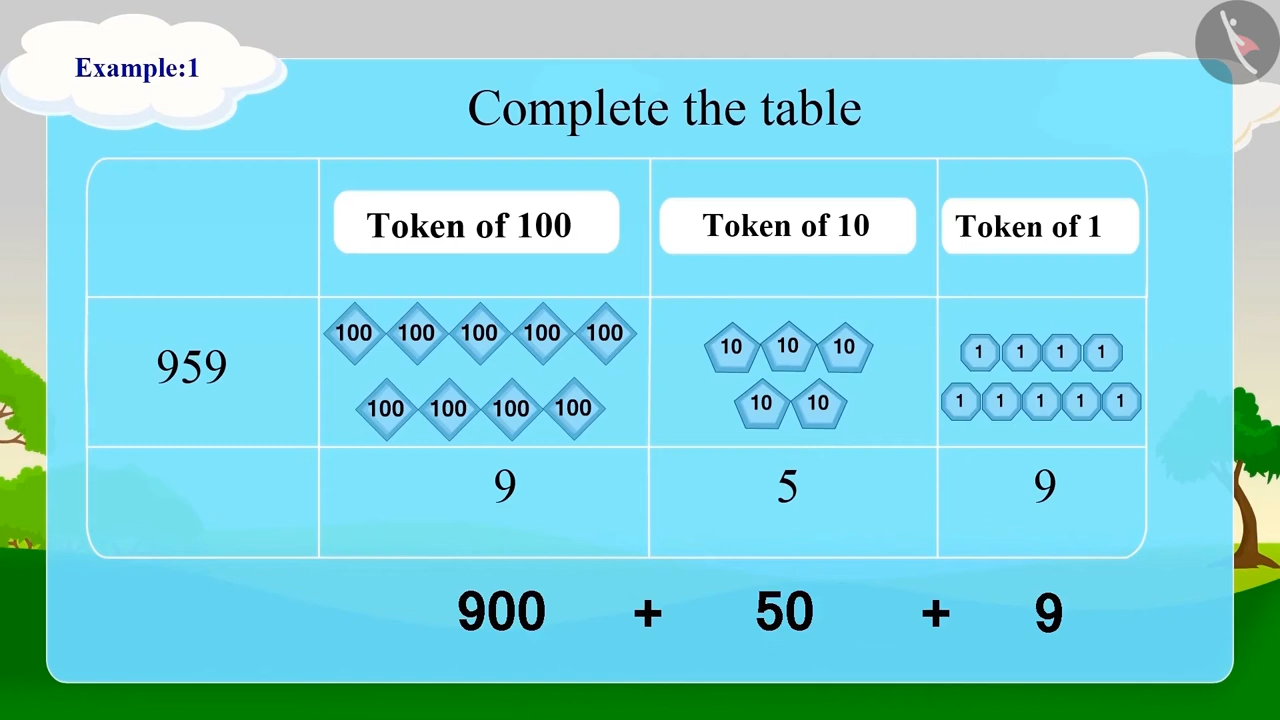 Example:1
Complete the table
Token of 100 Token of 10 Token of 1
100 100 100 100 100 10 10 10 1 1 1 1
959
100 100 100 100 10 10 1 1 1 1 1
9 5 9
900 + 50 + 9